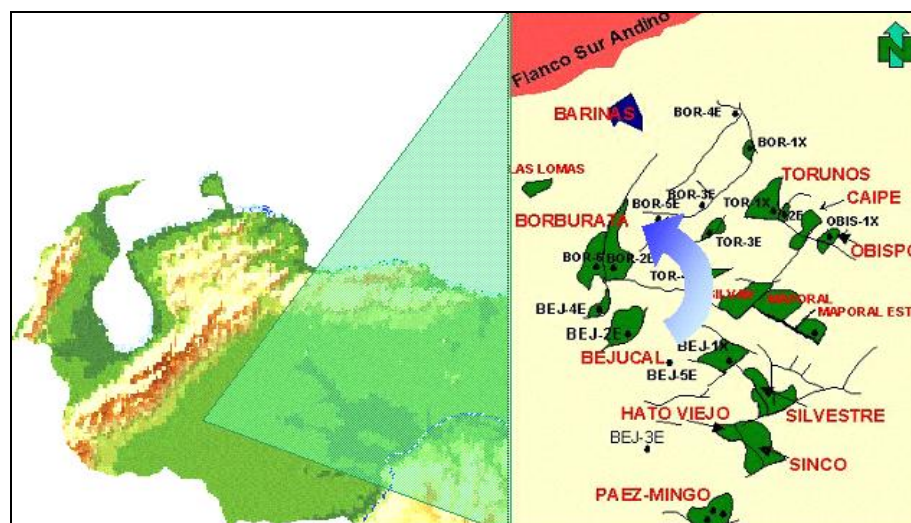 Flanco Sur Andino
N
BARINAS
BOR-4E
BOR-1X
LAS LOMAS
TORUNOS
BOR-3E
CAIPE
BOR-5E
TOR-1X
2E
BORBURATA
OBIS-1X
TOR-3E
OBISPO
BOR-2E
TOR-
MAPORAL
BEJ-4E
MAPORAL EST
BEJ-2E
BEJ-1X
BEJUCAL
BEJ-5E
HATO VIEJO
SILVESTRE
BEJ-3E
SINCO
PAEZ-MINGO